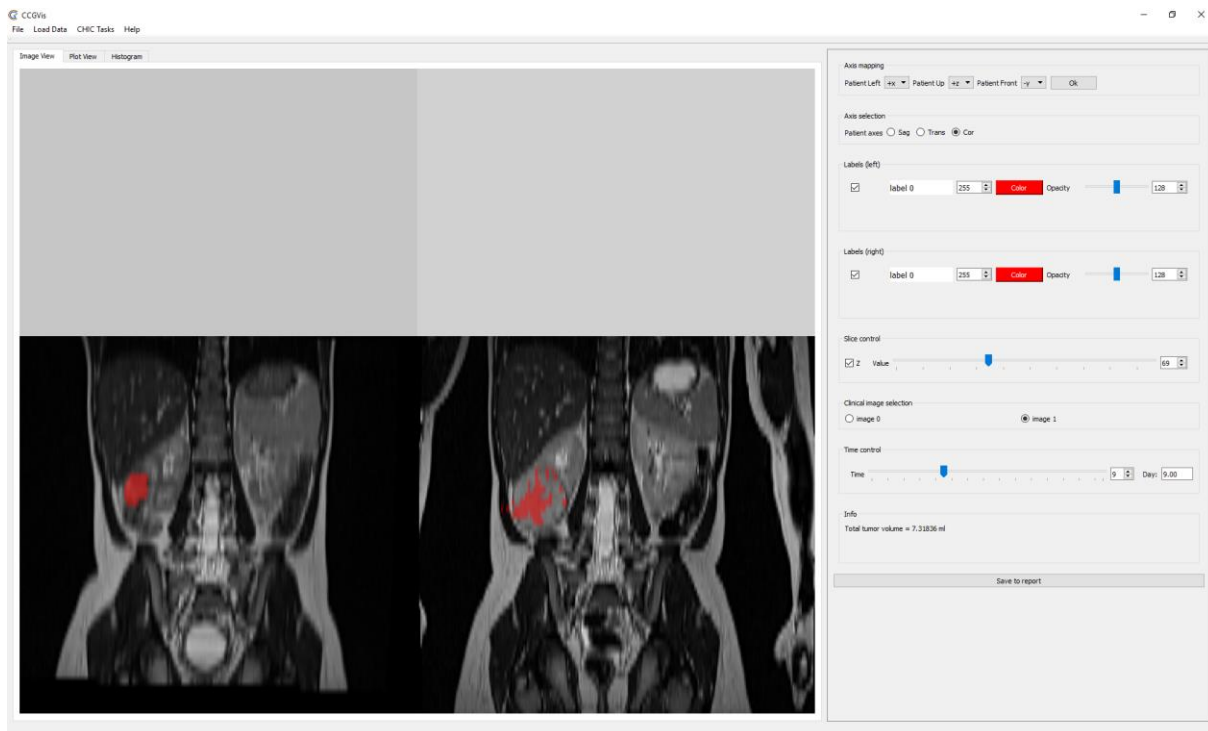 CCGVis
File Load Data CHIC Tasks Help
Image View Plot View Histogram
Axis mapping
Patient Left +x Patient Up +z Patient Front -y Ok
Axis selection
Patient axes Sag Trans Cor
Labels (left)
label 0 255 Color Opacity 128
Labels (right)
label 0 255 Color Opacity 128
Slice control
Z Value 69
Clinical image selection
image 0 image 1
Time control
Time 9 Day: 9.00
Info
Total tumor volume = 7.31836 ml
Save to report